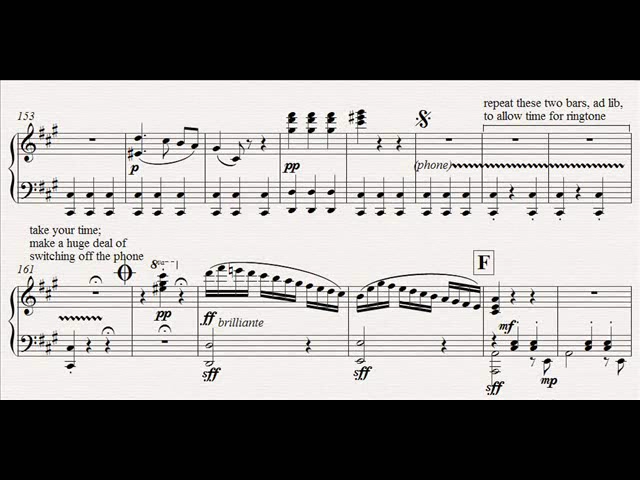 repeat these two bars, ad lib,
to allow time for ringtone
153
p
pp
(phone)
take your time;
make a huge deal of
switching off the phone
161
8va
F
pp
ff brilliante
mf
sff
sff
sff
mp